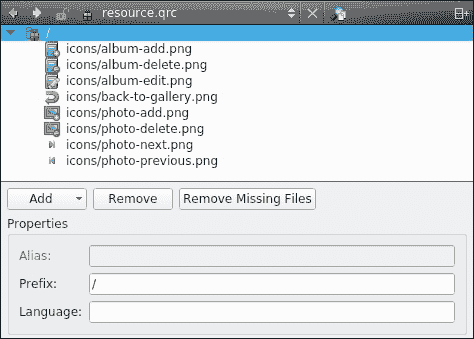 resource.qrc
/
icons/album-add.png
icons/album-delete.png
icons/album-edit.png
icons/back-to-gallery.png
icons/photo-add.png
icons/photo-delete.png
icons/photo-next.png
icons/photo-previous.png
Add Remove Remove Missing Files
Properties
Alias:
Prefix: /
Language: